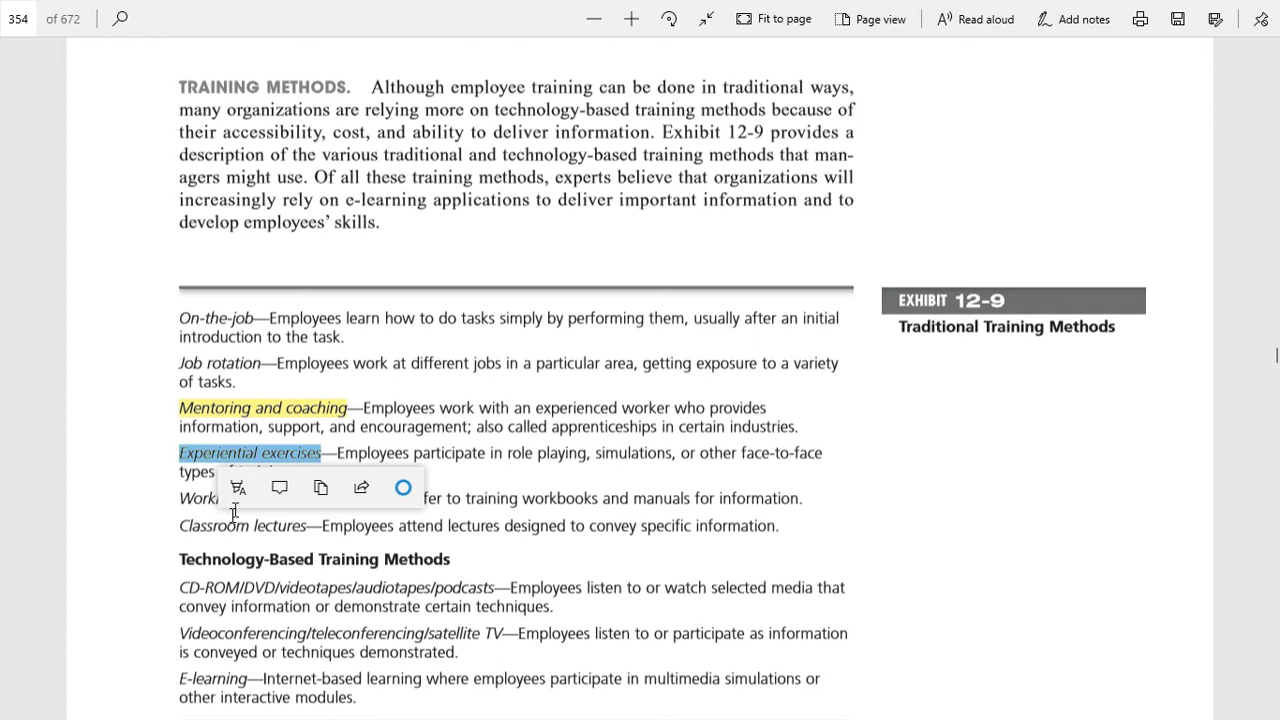 354 of 672 Fit to page Page view Read aloud Add notes
TRAINING METHODS. Although employee training can be done in traditional ways,
many organizations are relying more on technology-based training methods because of
their accessibility, cost, and ability to deliver information. Exhibit 12-9 provides a
description of the various traditional and technology-based training methods that man-
agers might use. Of all these training methods, experts believe that organizations will
increasingly rely on e-learning applications to deliver important information and to
develop employees' skills.
EXHIBIT 12-9
Traditional Training Methods
On-the-job—Employees learn how to do tasks simply by performing them, usually after an initial
introduction to the task.
Job rotation—Employees work at different jobs in a particular area, getting exposure to a variety
of tasks.
Mentoring and coaching—Employees work with an experienced worker who provides
information, support, and encouragement; also called apprenticeships in certain industries.
Experiential exercises—Employees participate in role playing, simulations, or other face-to-face
types
fer to training workbooks and manuals for information.
Classroom lectures—Employees attend lectures designed to convey specific information.
Technology-Based Training Methods
CD-ROM/DVD/videotapes/audiotapes/podcasts—Employees listen to or watch selected media that
convey information or demonstrate certain techniques.
Videoconferencing/teleconferencing/satellite TV—Employees listen to or participate as information
is conveyed or techniques demonstrated.
E-learning—Internet-based learning where employees participate in multimedia simulations or
other interactive modules.